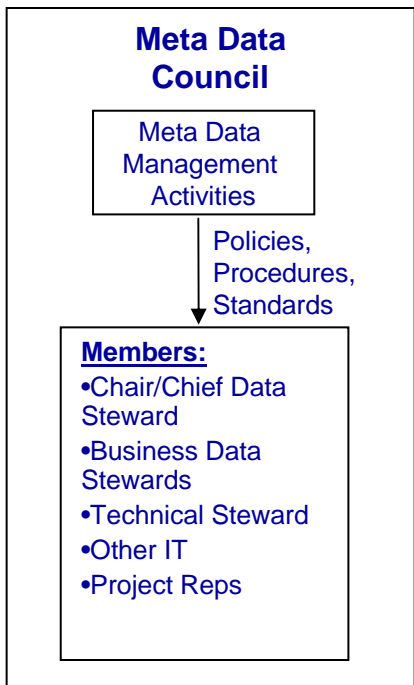 Meta Data
Council
Meta Data
Management
Activities
Policies,
Procedures,
Standards
Members:
•Chair/Chief Data
Steward
•Business Data
Stewards
•Technical Steward
•Other IT
•Project Reps